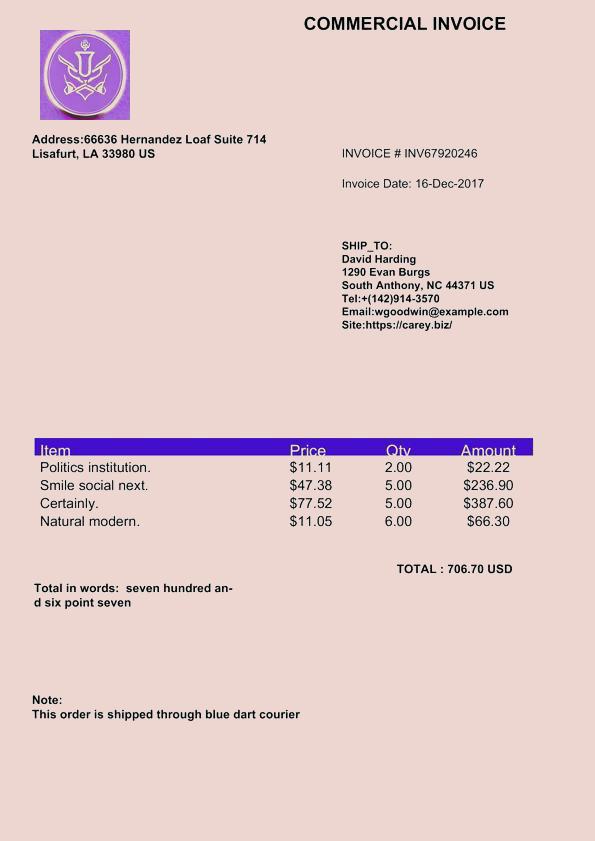 COMMERCIAL INVOICE
Address:66636 Hernandez Loaf Suite 714
Lisafurt, LA 33980 US
INVOICE # INV67920246
Invoice Date: 16-Dec-2017
SHIP_TO:
David Harding
1290 Evan Burgs
South Anthony, NC 44371 US
Tel:+(142)914-3570
Email:wgoodwin@example.com
Site:https://carey.biz/
Item Price Qty Amount
Politics institution. $11.11 2.00 $22.22
Smile social next. $47.38 5.00 $236.90
Certainly. $77.52 5.00 $387.60
Natural modern. $11.05 6.00 $66.30
TOTAL : 706.70 USD
Total in words:  seven hundred an-
d six point seven
Note:
This order is shipped through blue dart courier